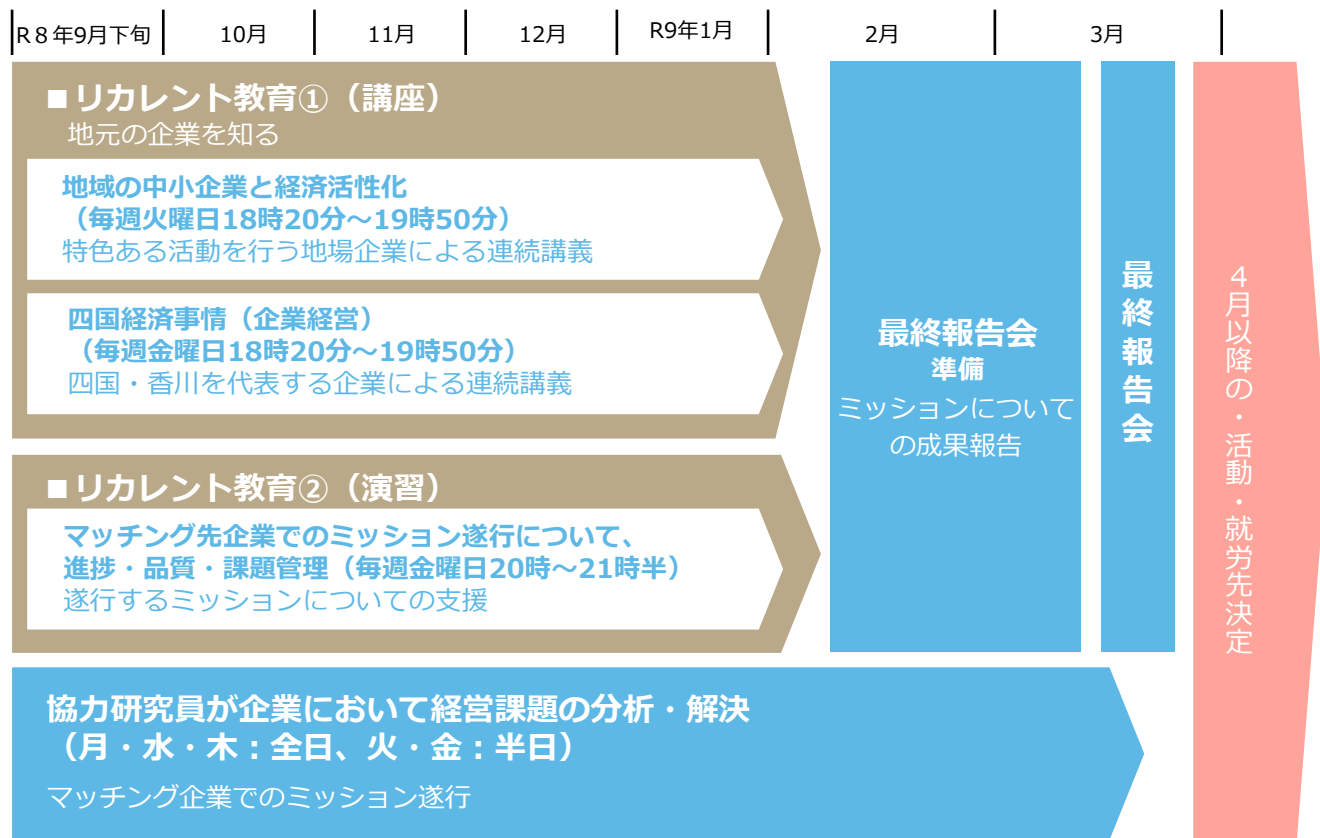 R８年9月下旬 10月 11月 12月 R9年1月 2月 3月
■リカレント教育①（講座）
地元の企業を知る
地域の中小企業と経済活性化
（毎週火曜日18時20分～19時50分）
特色ある活動を行う地場企業による連続講義
四国経済事情（企業経営）
（毎週金曜日18時20分～19時50分）
四国・香川を代表する企業による連続講義
■リカレント教育②（演習）
マッチング先企業でのミッション遂行について、
進捗・品質・課題管理（毎週金曜日20時～21時半）
遂行するミッションについての支援
最終報告会
準備
ミッションについて
の成果報告
最終報告会
４月以降の・活動・就労先決定
協力研究員が企業において経営課題の分析・解決
（月・水・木：全日、火・金：半日）
マッチング企業でのミッション遂行